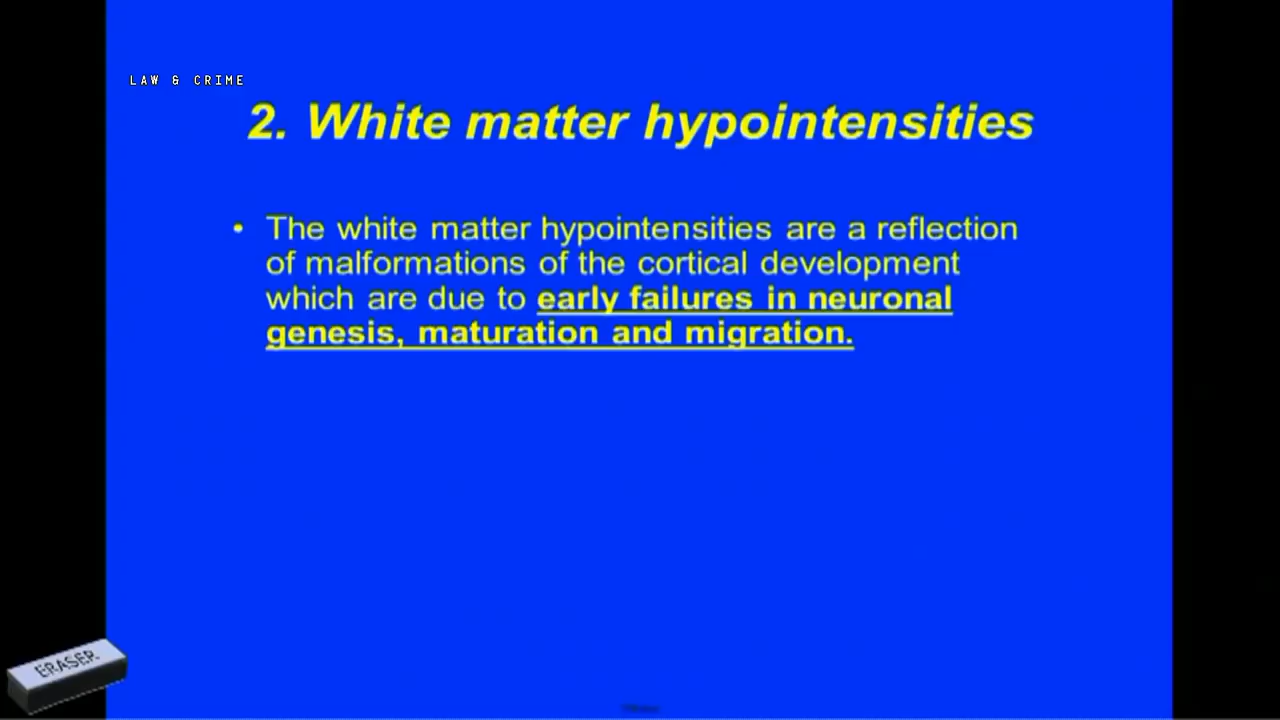 LAW & CRIME
2. White matter hypointensities
• The white matter hypointensities are a reflection
of malformations of the cortical development
which are due to early failures in neuronal
genesis, maturation and migration.
ERASER